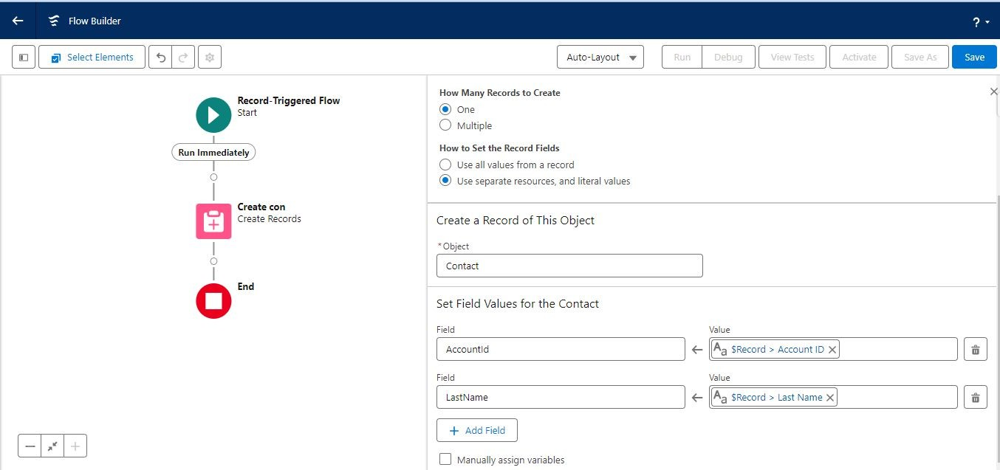 Flow Builder
?
Select Elements
Auto-Layout
Run
Debug
View Tests
Activate
Save As
Save
Record-Triggered Flow
Start
Run Immediately
Create con
Create Records
End
How Many Records to Create
One
Multiple
How to Set the Record Fields
Use all values from a record
Use separate resources, and literal values
Create a Record of This Object
*Object
Contact
Set Field Values for the Contact
Field
Value
AccountId
Aa $Record > Account ID
Field
Value
LastName
Aa $Record > Last Name
Add Field
Manually assign variables